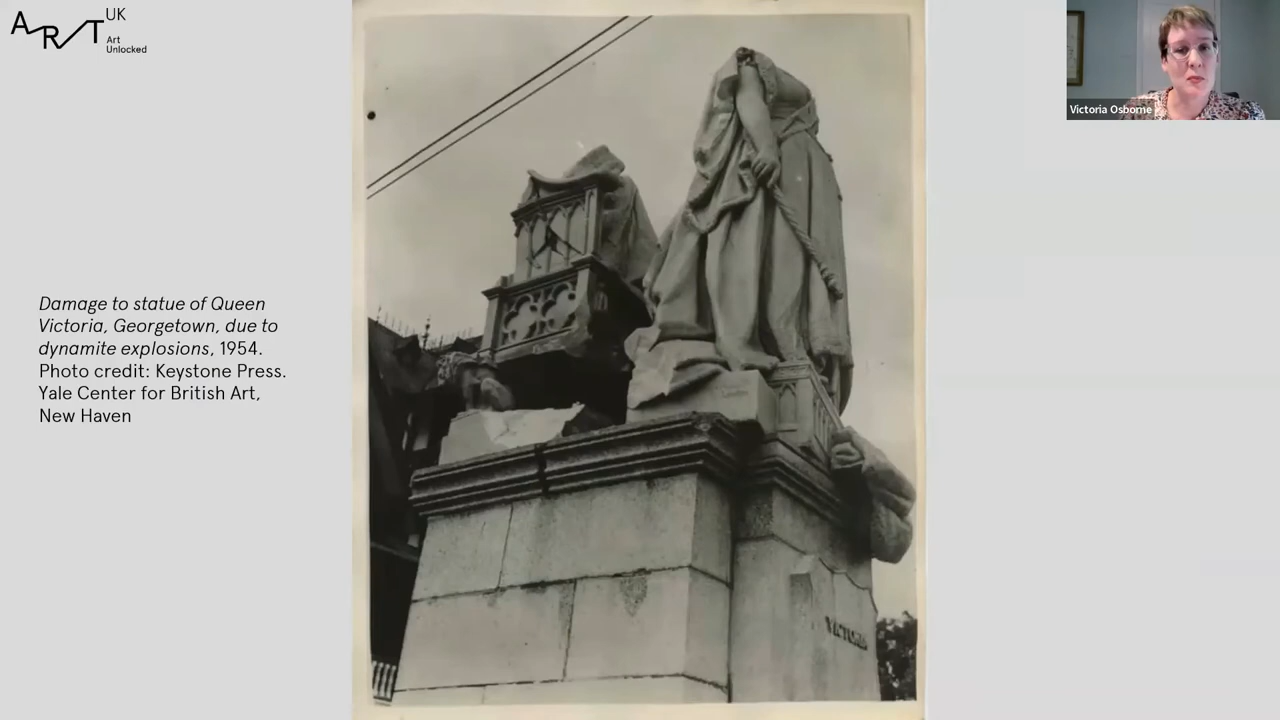 ART UK
Art
Unlocked
Victoria Osborne
Damage to statue of Queen
Victoria, Georgetown, due to
dynamite explosions, 1954.
Photo credit: Keystone Press.
Yale Center for British Art,
New Haven
VICTORIA